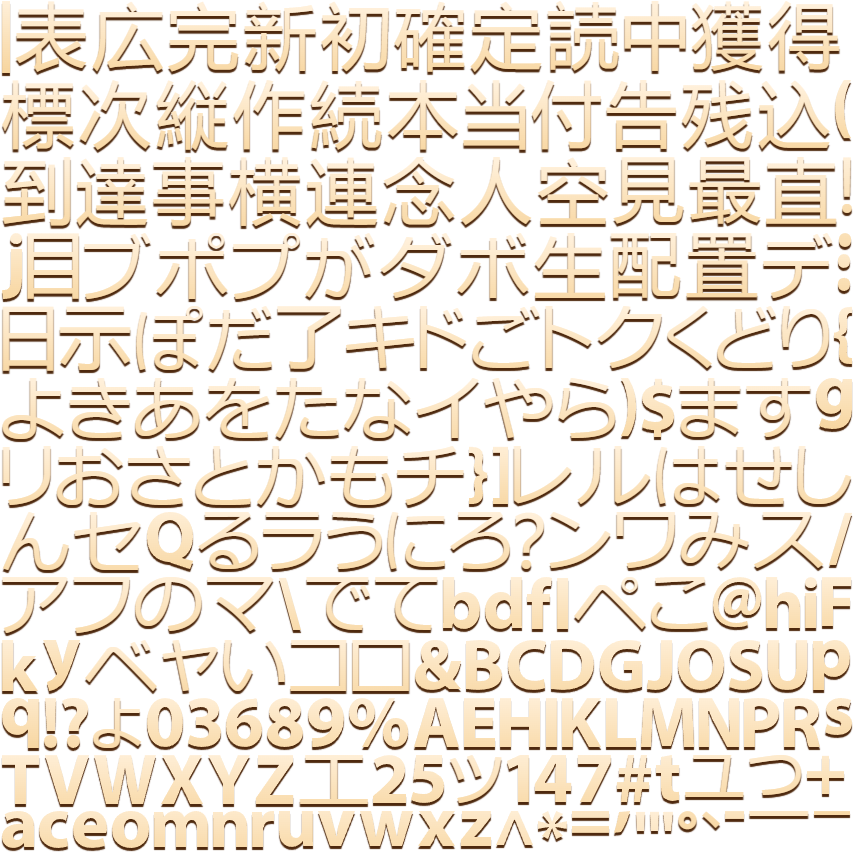 |表広完新初確定読中獲得
標次縦作続本当付告残込(
到達事横連念人空見最直!
j目ブポプがダボ生配置デ:
日示ぱだ了キドごトクくどり{
よきあをたなイやら)$ますg
リおさとかもチ}]レル(はせし
んセQるラうにころ?ンワみス/
アフのマ\でてbdflぺこ@hiF
kyベヤいコロ&BCDGJOSUp
q!?よ03689%AEHIKLMNPRs
TVWXYZエ25ツ147#tユつ+
aceomnruvwxz^*=